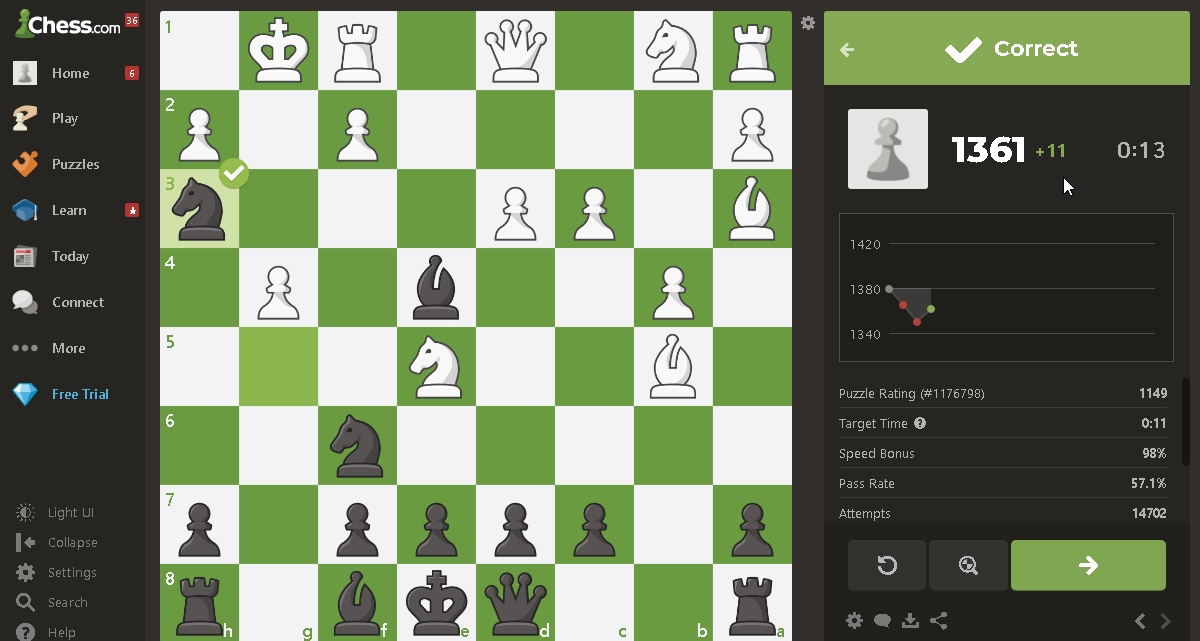 Chess.com 36
Home 6
Play
Puzzles
Learn
Today
Connect
More
Free Trial
Light UI
Collapse
Settings
Search
Help
1
2
3
4
5
6
7
8
h g f e d c b a
Correct
1361 +11 0:13
1420
1380
1340
Puzzle Rating (#1176798) 1149
Target Time ? 0:11
Speed Bonus 98%
Pass Rate 57.1%
Attempts 14702